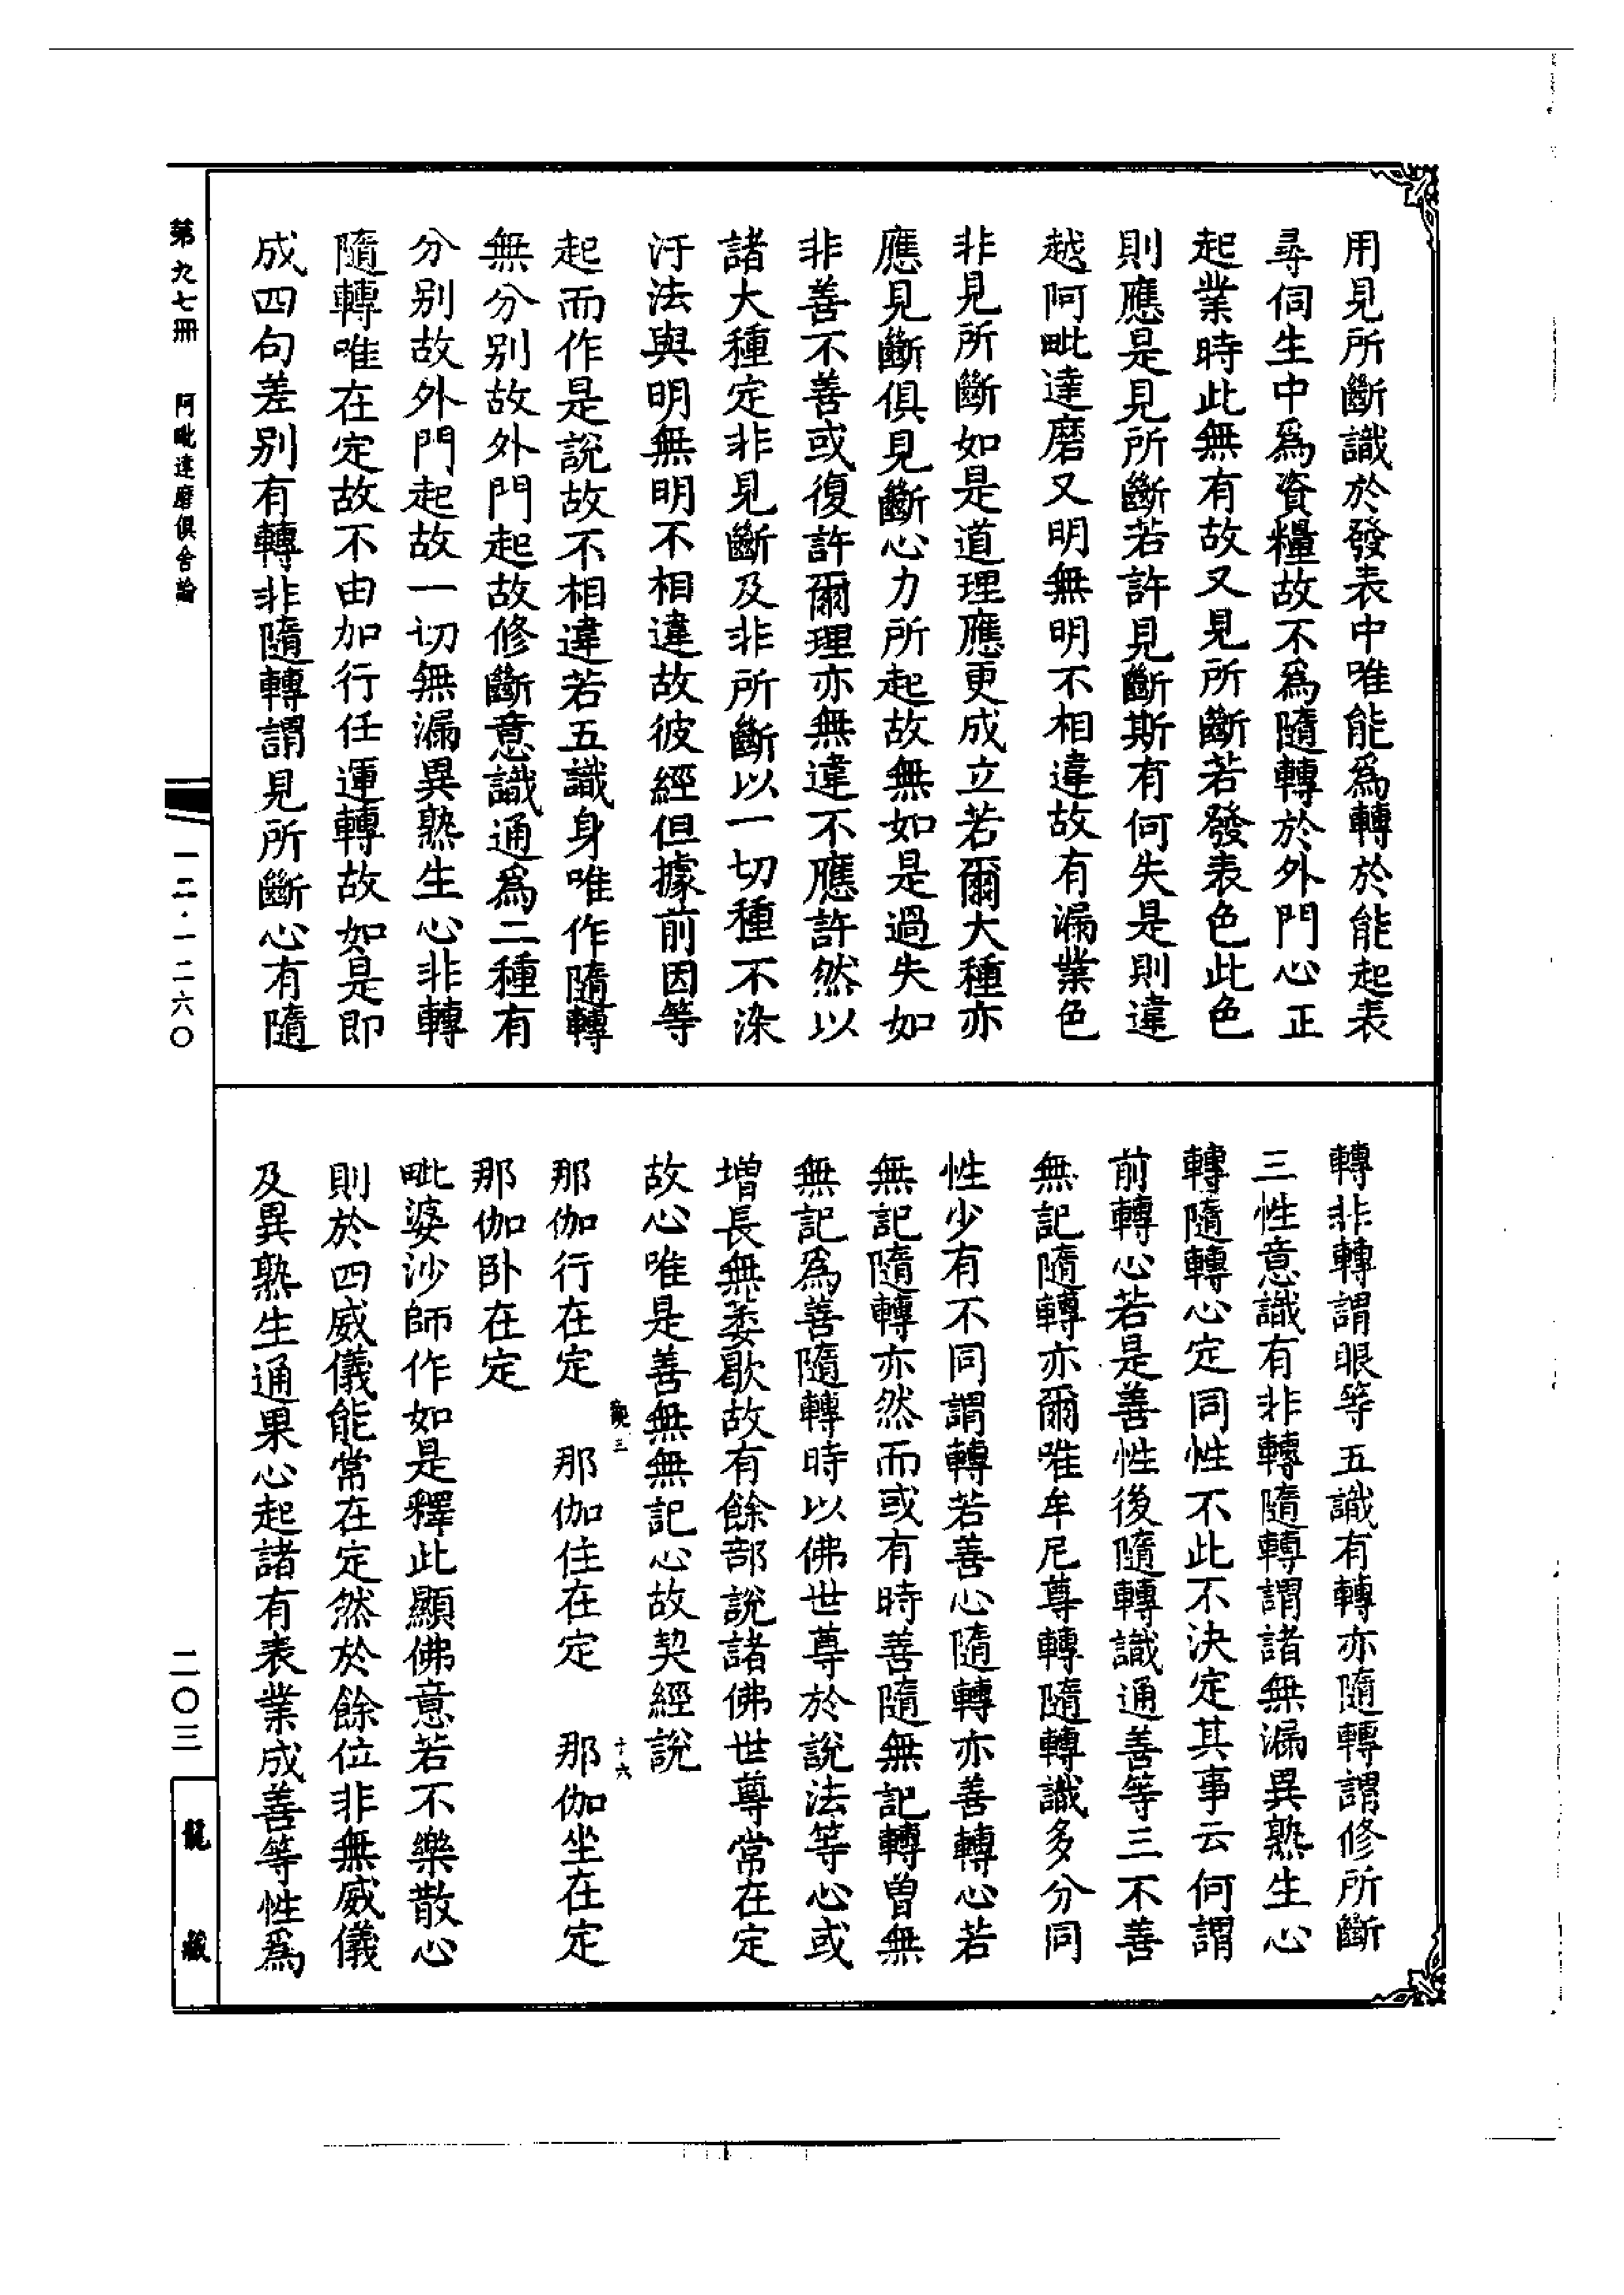 用見所斷識於發表中唯能爲轉於能起表
尋伺生中爲資糧故不爲隨轉於外門心正
起業時此無有故又見所斷若發表色此色
則應是見所斷若許見斷斯有何失是則違
越阿毗達磨又明無明不相違故有漏業色
非見所斷如是道理應更成立若爾大種亦
應見斷俱見斷心力所起故無如是過失如
非善不善或復許爾理亦無違不應許然以
諸大種定非見斷及非所斷以一切種不染
汙法與明無明不相違故彼經但據前因等
起而作是說故不相違若五識身唯作隨轉
無分別故外門起故修斷意識通爲二種有
分別故外門起故一切無漏異熟生心非轉
隨轉唯在定故不由加行任運轉故如是即
成四句差別有轉非隨轉謂見所斷心有隨
轉非轉謂眼等五識有轉亦隨轉謂修所斷
三性意識有非轉隨轉謂諸無漏異熟生心
轉隨轉心定同性不此不決定其事云何謂
前轉心若是善性後隨轉識通善等三不善
無記隨轉亦爾唯牟尼尊轉隨轉識多分同
性少有不同謂轉若善心隨轉亦善轉心若
無記隨轉亦然而或有時善隨無記轉曾無
無記爲善隨轉時以佛世尊於說法等心或
增長無萎歇故有餘部說諸佛世尊常在定
故心唯是善無無記心故契經說
觀三
十六
那伽行在定 那伽住在定 那伽坐在定
那伽臥在定
毗婆沙師作如是釋此顯佛意若不樂散心
則於四威儀能常在定然於餘位非無威儀
及異熟生通果心起諸有表業成善等性爲
第九七冊 阿毗達磨俱舍論
一二·一二六〇
二〇三
龍藏